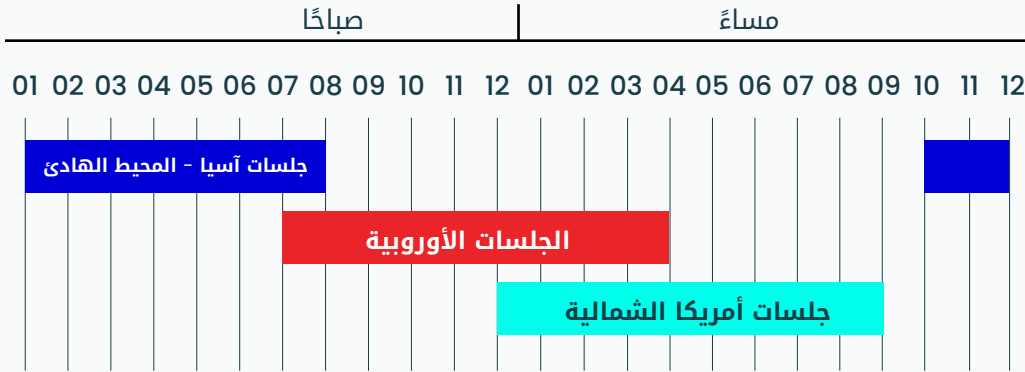 صباحًا مساءً
01 02 03 04 05 06 07 08 09 10 11 12 01 02 03 04 05 06 07 08 09 10 11 12
جلسات آسيا - المحيط الهادئ
الجلسات الأوروبية
جلسات أمريكا الشمالية